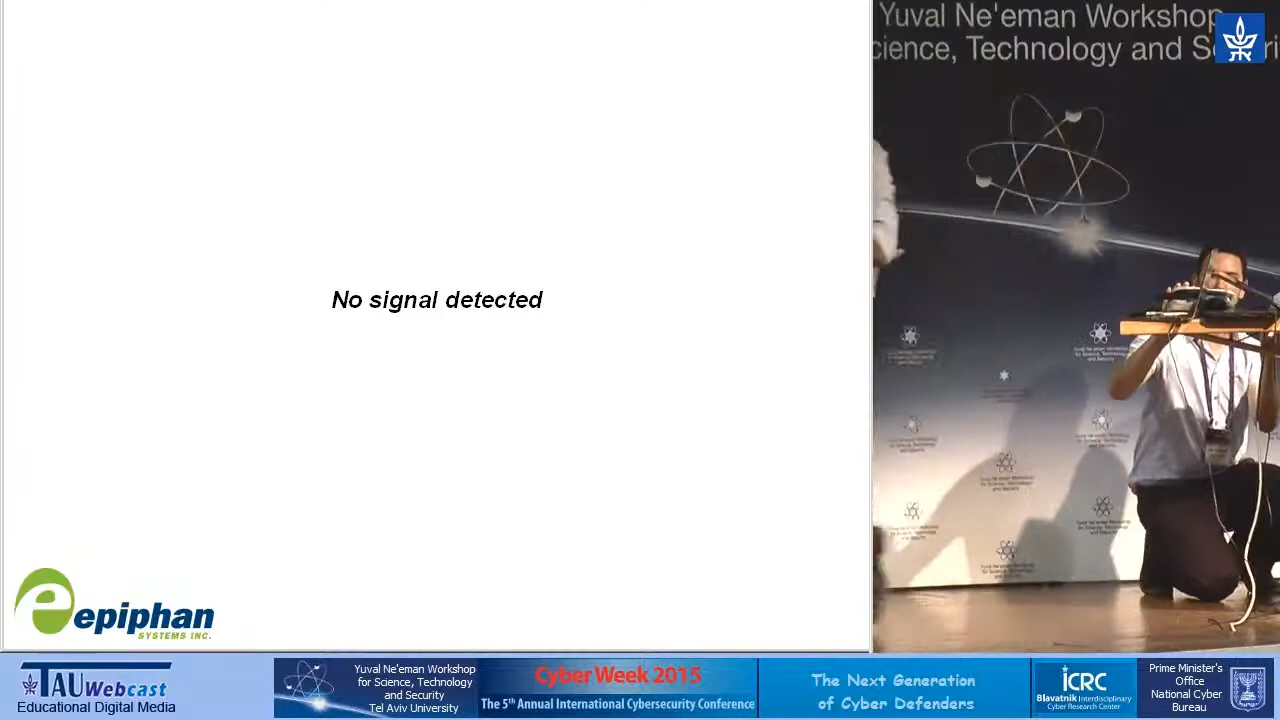 No signal detected
epiphan
SYSTEMS INC.
Yuval Ne'eman Workshop
cience, Technology and S
TAU Webcast
Educational Digital Media
Yuval Ne'eman Workshop
for Science, Technology
and Security
Tel Aviv University
Cyber Week 2015
The 5th Annual International Cybersecurity Conference
The Next Generation
of Cyber Defenders
ICRC
Blavatnik Interdisciplinary
Cyber Research Center
Prime Minister's
Office
National Cyber
Bureau